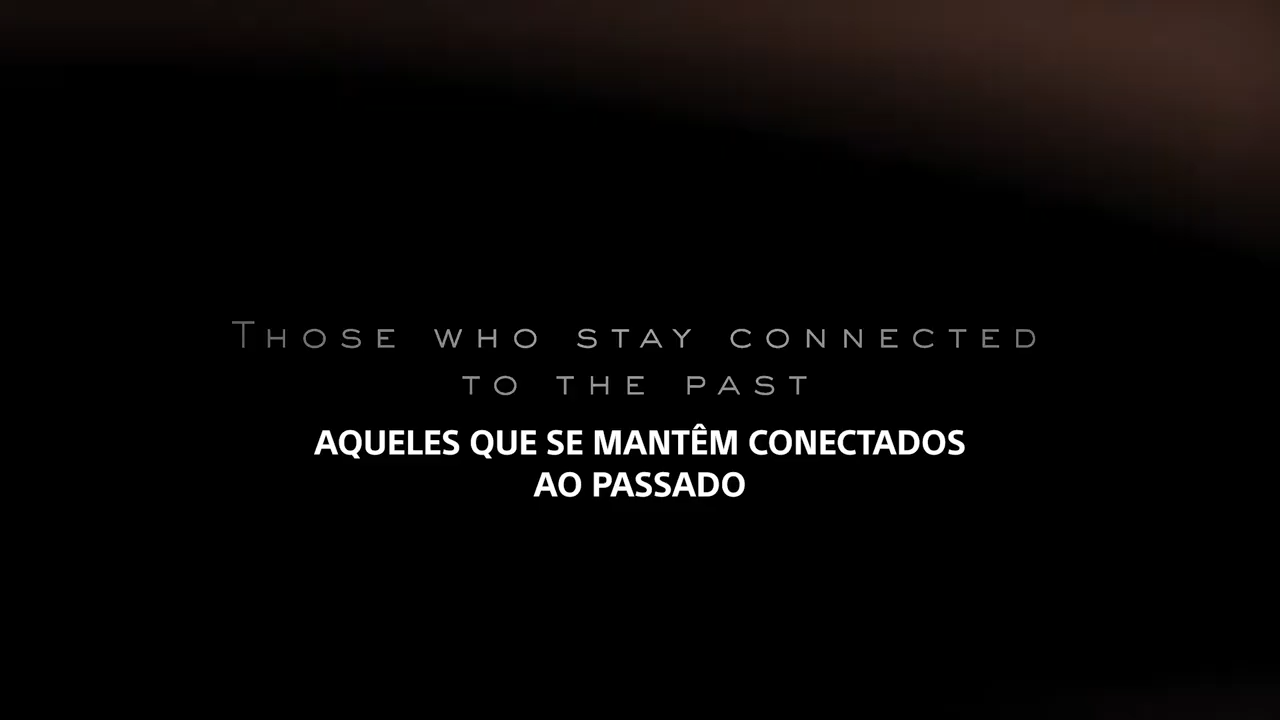 Those who stay connected
to the past
AQUELES QUE SE MANTÊM CONECTADOS
AO PASSADO